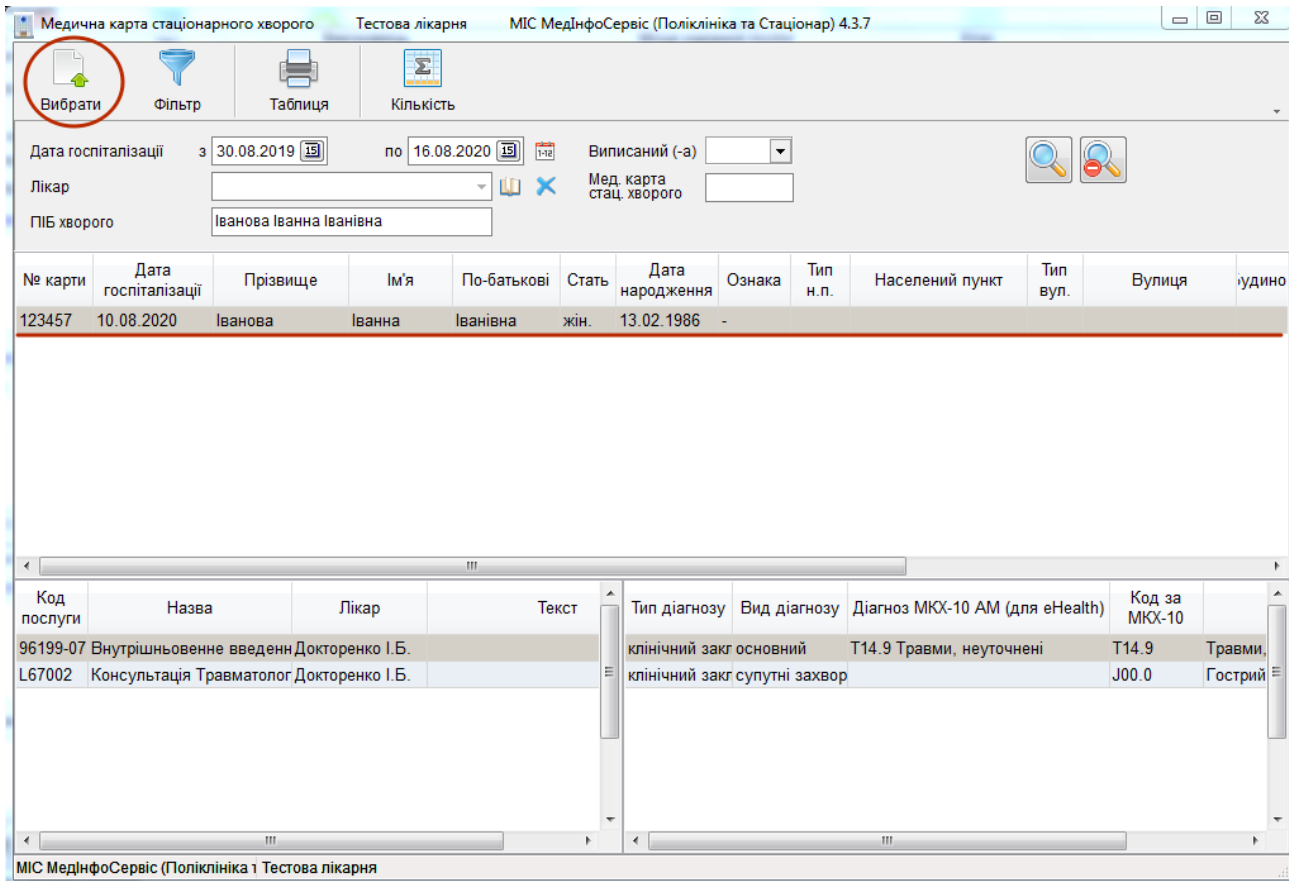 Медична карта стаціонарного хворого Тестова лікарня МІС МедІнфоСервіс (Поліклініка та Стаціонар) 4.3.7
Вибрати Фільтр Таблиця Кількість
Дата госпіталізації з 30.08.2019 15 по 16.08.2020 15 1-12 Виписаний (-а)
Лікар Мед. карта стац. хворого
ПІБ хворого Іванова Іванна Іванівна
№ карти Дата госпіталізації Прізвище Ім'я По-батькові Стать Дата народження Ознака Тип н.п. Населений пункт Тип вул. Вулиця
123457 10.08.2020 Іванова Іванна Іванівна жін. 13.02.1986 -
Код послуги Назва Лікар Текст Тип діагнозу Вид діагнозу Діагноз МКХ-10 АМ (для eHealth) Код за МКХ-10
96199-07 Внутрішньовенне введенн Докторенко І.Б. клінічний закл основний Т14.9 Травми, неуточнені Т14.9 Травми,
L67002 Консультація Травматолог Докторенко І.Б. клінічний закл супутні захвор J00.0 Гострий
МІС МедІнфоСервіс (Поліклініка т Тестова лікарня